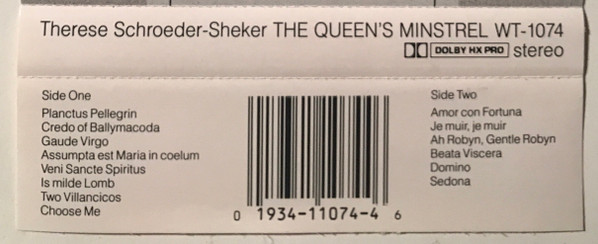 Therese Schroeder-Sheker THE QUEEN'S MINSTREL WT-1074
DOLBY HX PRO stereo
Side One
Planctus Pellegrin
Credo of Ballymacoda
Gaude Virgo
Assumpta est Maria in coelum
Veni Sancte Spiritus
Is milde Lomb
Two Villancicos
Choose Me
0 1934-11074-4 6
Side Two
Amor con Fortuna
Je muir, je muir
Ah Robyn, Gentle Robyn
Beata Viscera
Domino
Sedona